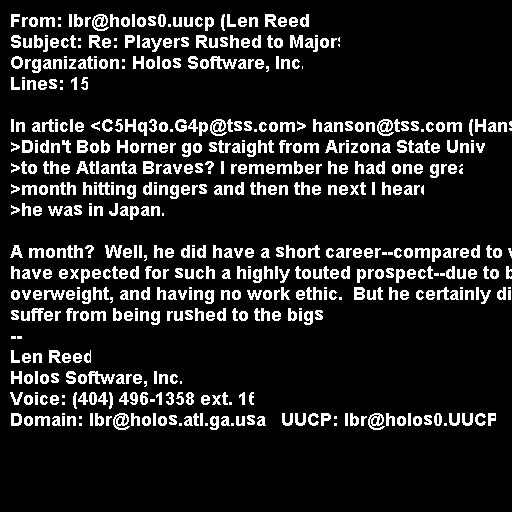 From: lbr@holos0.uucp (Len Reed
Subject: Re: Players Rushed to Majors
Organization: Holos Software, Inc.
Lines: 15

In article <C5Hq3o.G4p@tss.com> hanson@tss.com (Hans
>Didn't Bob Horner go straight from Arizona State Univ
>to the Atlanta Braves? I remember he had one great
>month hitting dingers and then the next I heard
>he was in Japan.

A month?  Well, he did have a short career--compared to
have expected for such a highly touted prospect--due to
overweight, and having no work ethic.  But he certainly
suffer from being rushed to the bigs
--
Len Reed
Holos Software, Inc.
Voice: (404) 496-1358 ext. 16
Domain: lbr@holos.atl.ga.usa   UUCP: lbr@holos0.UUCP